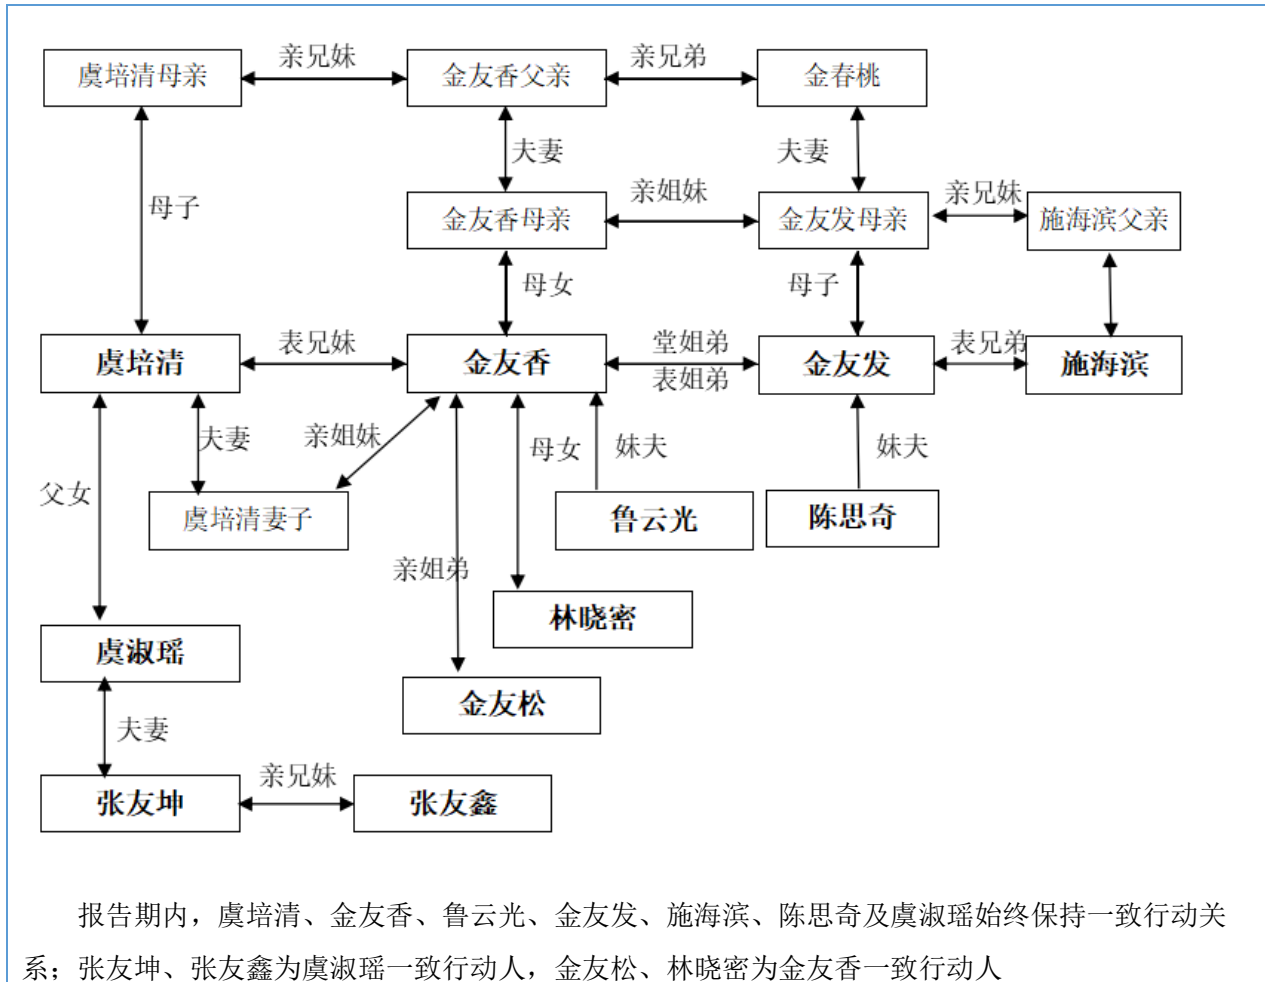 亲兄妹
亲兄弟
虞培清母亲
金友香父亲
金春桃
夫妻
夫妻
母子
亲姐妹
亲兄妹
金友香母亲
金友发母亲
施海滨父亲
母女
母子
表兄妹
堂姐弟
表兄弟
虞培清
金友香
金友发
施海滨
表姐弟
夫妻
亲姐妹
母女
妹夫
妹夫
父女
虞培清妻子
鲁云光
陈思奇
亲姐弟
林晓密
虞淑瑶
金友松
夫妻
亲兄妹
张友坤
张友鑫
报告期内，虞培清、金友香、鲁云光、金友发、施海滨、陈思奇及虞淑瑶始终保持一致行动关
系；张友坤、张友鑫为虞淑瑶一致行动人，金友松、林晓密为金友香一致行动人